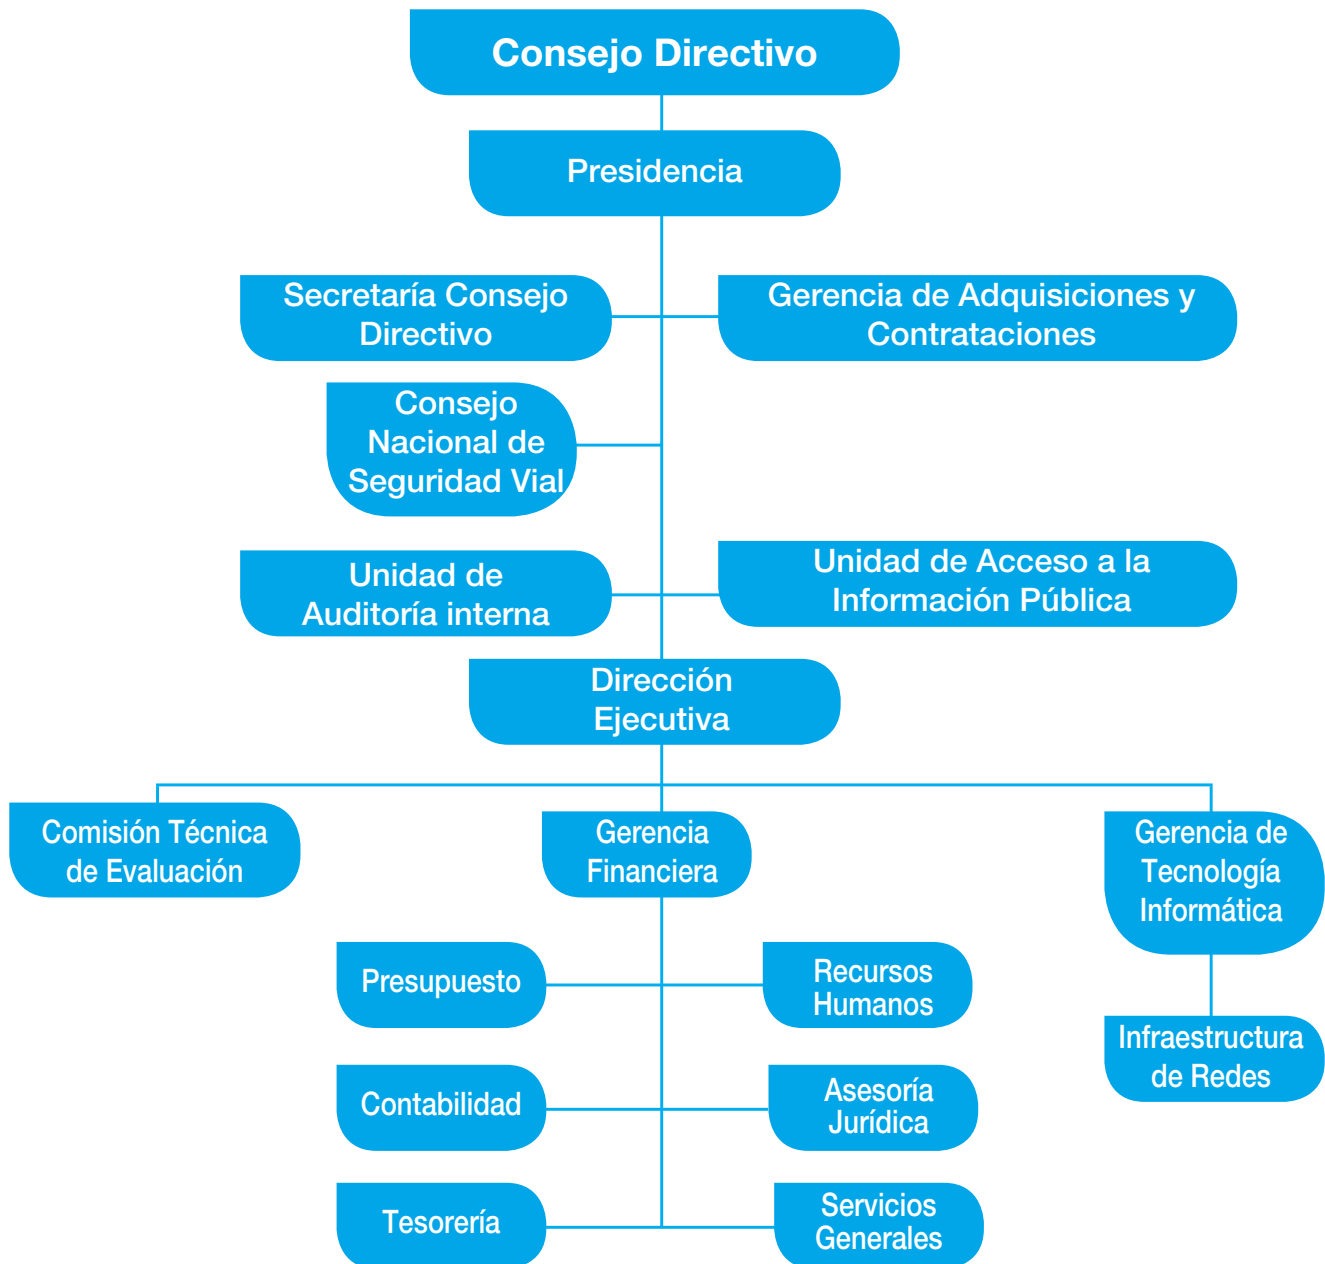 Consejo Directivo
Presidencia
Secretaría Consejo
Directivo
Gerencia de Adquisiciones y
Contrataciones
Consejo
Nacional de
Seguridad Vial
Unidad de
Auditoría interna
Unidad de Acceso a la
Información Pública
Dirección
Ejecutiva
Comisión Técnica
de Evaluación
Gerencia
Financiera
Gerencia de
Tecnología
Informática
Presupuesto
Recursos
Humanos
Infraestructura
de Redes
Contabilidad
Asesoría
Jurídica
Tesorería
Servicios
Generales